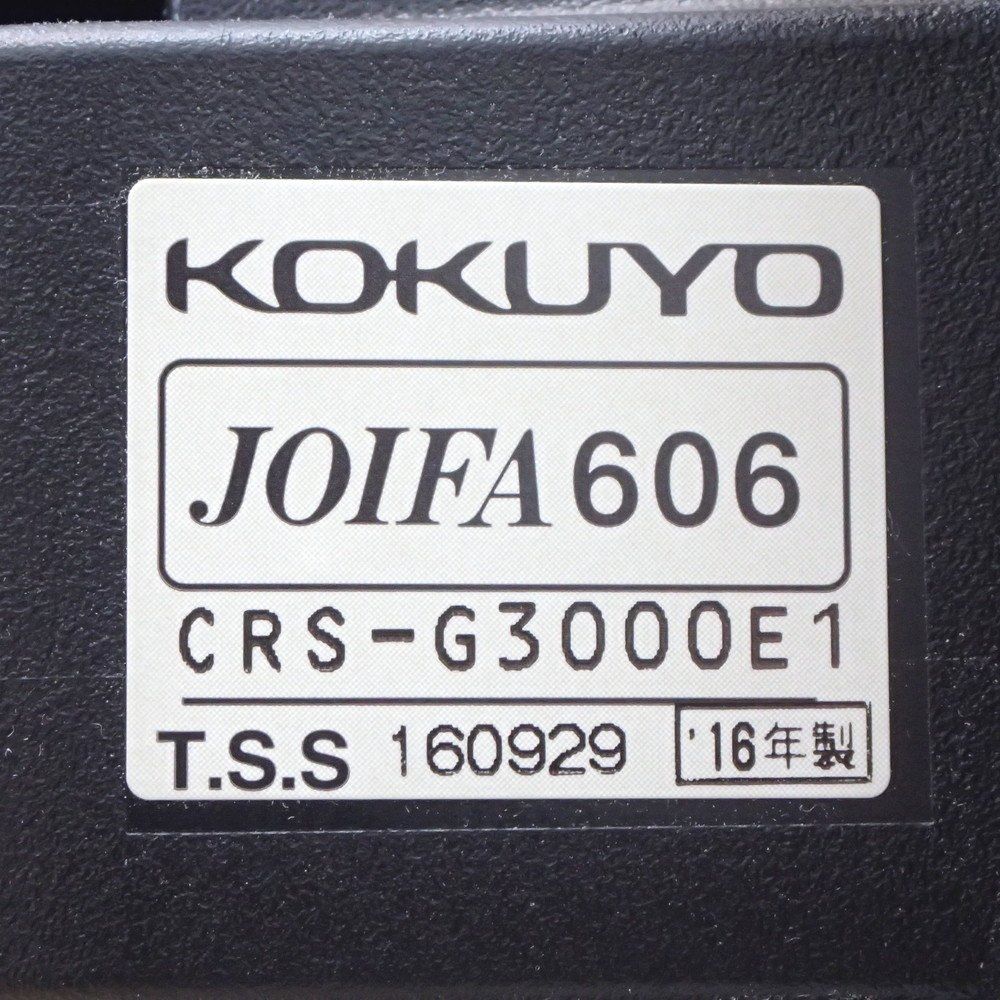 KOKUYO
JOIFA 606
CRS-G3000E1
T.S.S 160929 '16年製